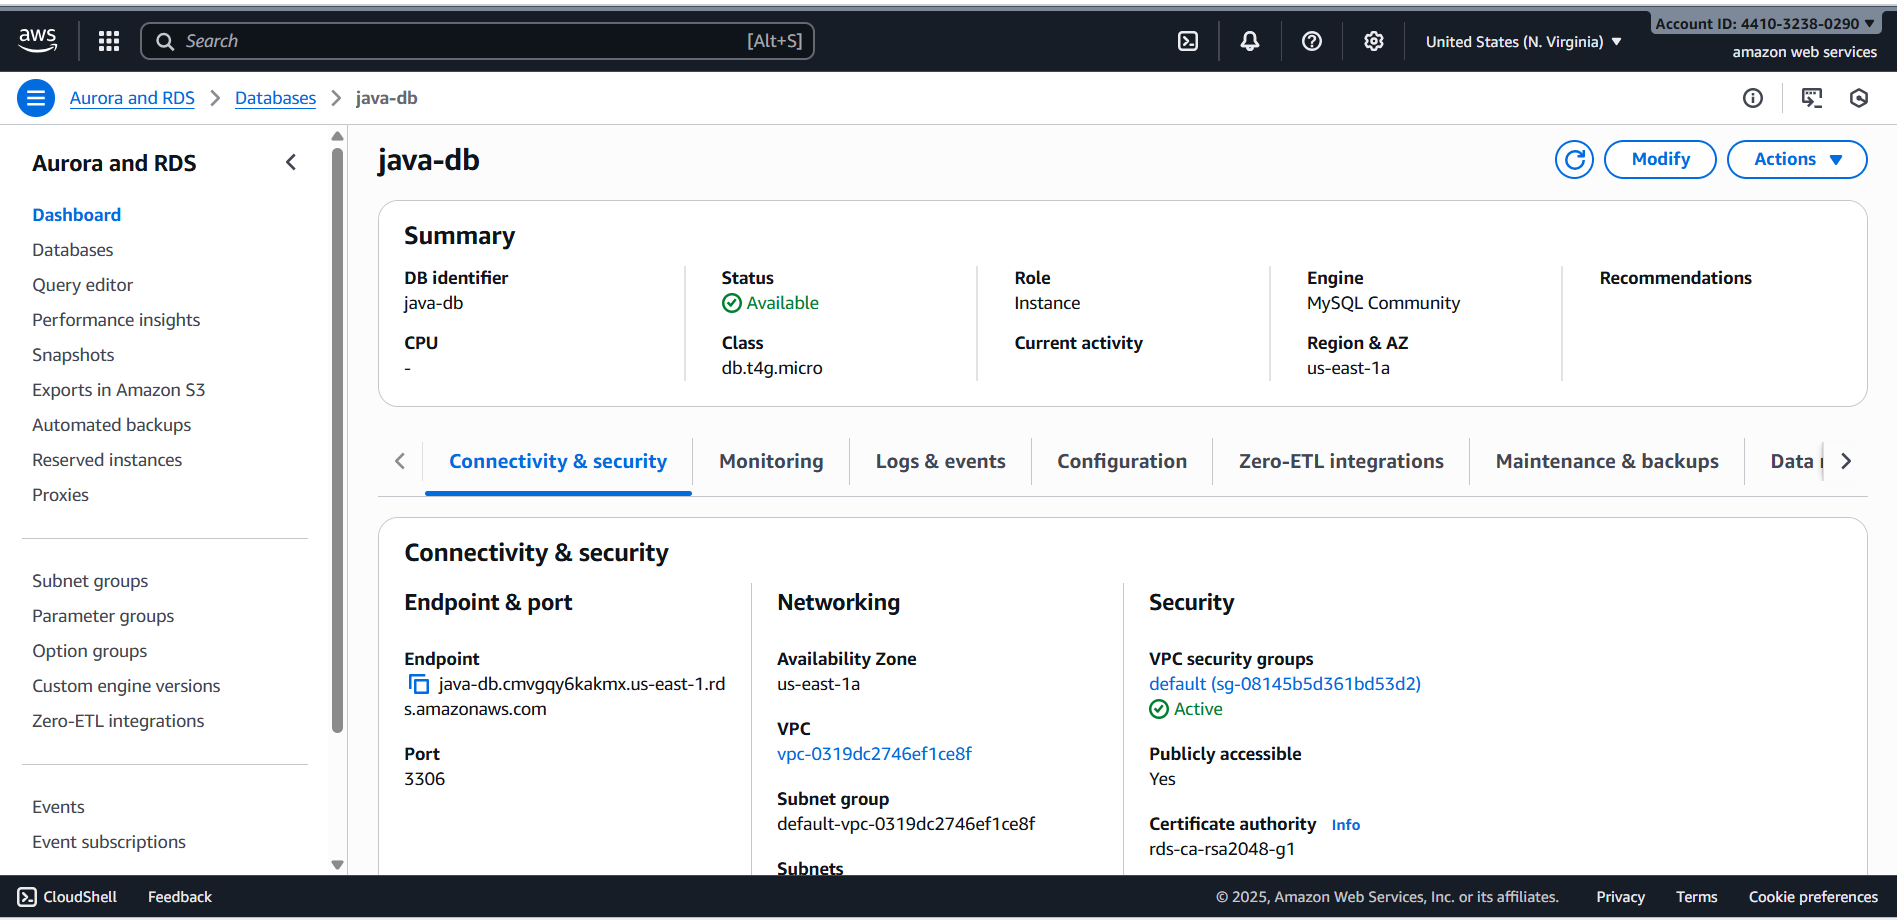 aws
Search
[Alt+S]
United States (N. Virginia)
Account ID: 4410-3238-0290
amazon web services
Aurora and RDS
Databases
java-db
Aurora and RDS
Dashboard
Databases
Query editor
Performance insights
Snapshots
Exports in Amazon S3
Automated backups
Reserved instances
Proxies
Subnet groups
Parameter groups
Option groups
Custom engine versions
Zero-ETL integrations
Events
Event subscriptions
java-db
Modify
Actions
Summary
DB identifier
java-db
CPU
-
Status
Available
Class
db.t4g.micro
Role
Instance
Current activity
Engine
MySQL Community
Region & AZ
us-east-1a
Recommendations
Connectivity & security
Monitoring
Logs & events
Configuration
Zero-ETL integrations
Maintenance & backups
Data
Connectivity & security
Endpoint & port
Endpoint
java-db.cmvgqy6kakmx.us-east-1.rd
s.amazonaws.com
Port
3306
Networking
Availability Zone
us-east-1a
VPC
vpc-0319dc2746ef1ce8f
Subnet group
default-vpc-0319dc2746ef1ce8f
Subnets
Security
VPC security groups
default (sg-08145b5d361bd53d2)
Active
Publicly accessible
Yes
Certificate authority Info
rds-ca-rsa2048-g1
CloudShell
Feedback
© 2025, Amazon Web Services, Inc. or its affiliates.
Privacy
Terms
Cookie preferences